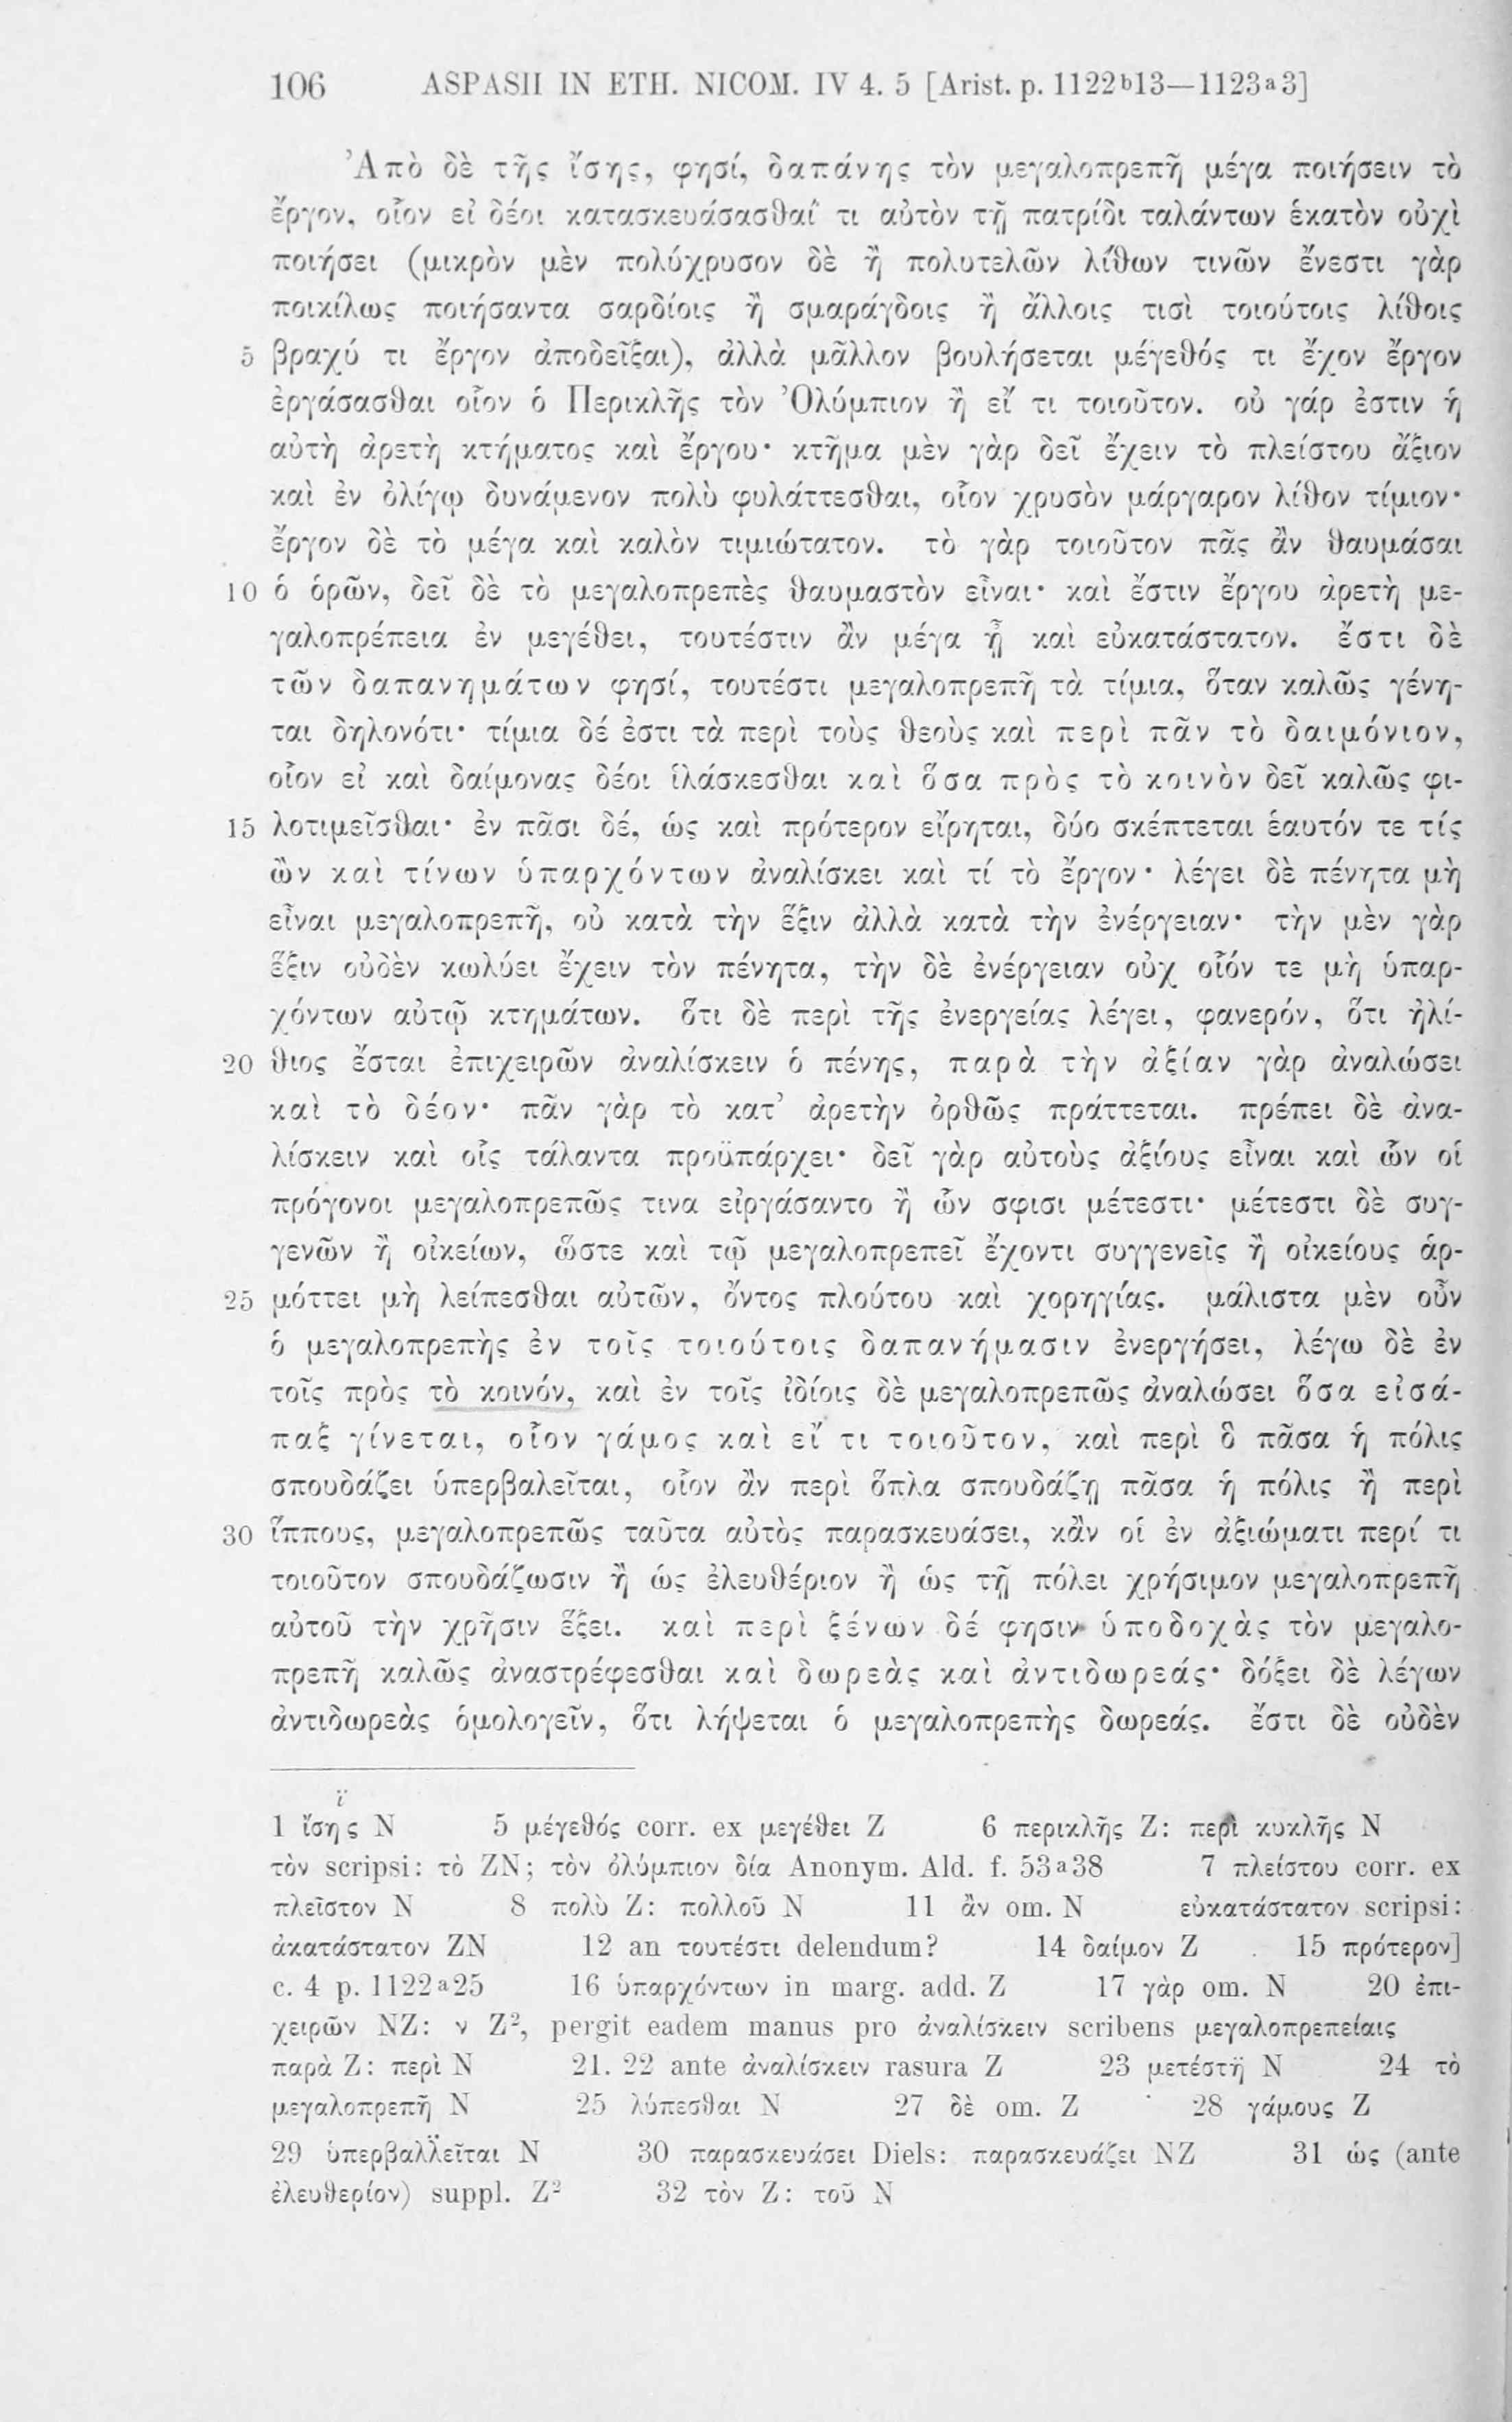 106 ASPASII IN ETH. NICOM. IV 4. 5 [Arist. p. 1122ᵇ13—1123ᵃ3]
Ἀπὸ δὲ τῆς ἴσης, φησί, δαπάνης τὸν μεγαλοπρεπῆ μέγα ποιήσειν τὸ
ἔργον, οἷον εἰ δέοι κατασκευάσασθαί τι αὐτὸν τῇ πατρίδι ταλάντων ἑκατὸν οὐχὶ
ποιήσει (μικρὸν μὲν πολύχρυσον δὲ ἢ πολυτελῶν λίθων τινῶν ἔνεστι γὰρ
ποικίλως ποιήσαντα σαρδίοις ἢ σμαράγδοις ἢ ἄλλοις τισὶ τοιούτοις λίθοις
5 βραχύ τι ἔργον ἀποδεῖξαι), ἀλλὰ μᾶλλον βουλήσεται μέγεθός τι ἔχον ἔργον
ἐργάσασθαι οἷον ὁ Περικλῆς τὸν Ὀλύμπιον ἢ εἴ τι τοιοῦτον. οὐ γάρ ἐστιν ἡ
αὐτὴ ἀρετὴ κτήματος καὶ ἔργου· κτῆμα μὲν γὰρ δεῖ ἔχειν τὸ πλείστου ἄξιον
καὶ ἐν ὀλίγῳ δυνάμενον πολὺ φυλάττεσθαι, οἷον χρυσὸν μάργαρον λίθον τίμιον·
ἔργον δὲ τὸ μέγα καὶ καλὸν τιμιώτατον. τὸ γὰρ τοιοῦτον πᾶς ἂν θαυμάσαι
10 ὁ ὁρῶν, δεῖ δὲ τὸ μεγαλοπρεπὲς θαυμαστὸν εἶναι· καὶ ἔστιν ἔργου ἀρετὴ με-
γαλοπρέπεια ἐν μεγέθει, τουτέστιν ἂν μέγα ᾖ καὶ εὐκατάστατον. ἔστι δὲ
τῶν δαπανημάτων φησί, τουτέστι μεγαλοπρεπῆ τὰ τίμια, ὅταν καλῶς γένη-
ται δηλονότι· τίμια δέ ἐστι τὰ περὶ τοὺς θεοὺς καὶ περὶ πᾶν τὸ δαιμόνιον,
οἷον εἰ καὶ δαίμονας δέοι ἱλάσκεσθαι καὶ ὅσα πρὸς τὸ κοινὸν δεῖ καλῶς φι-
15 λοτιμεῖσθαι· ἐν πᾶσι δέ, ὡς καὶ πρότερον εἴρηται, δύο σκέπτεται ἑαυτόν τε τίς
ὢν καὶ τίνων ὑπαρχόντων ἀναλίσκει καὶ τί τὸ ἔργον· λέγει δὲ πένητα μὴ
εἶναι μεγαλοπρεπῆ, οὐ κατὰ τὴν ἕξιν ἀλλὰ κατὰ τὴν ἐνέργειαν· τὴν μὲν γὰρ
ἕξιν οὐδὲν κωλύει ἔχειν τὸν πένητα, τὴν δὲ ἐνέργειαν οὐχ οἷόν τε μὴ ὑπαρ-
χόντων αὐτῷ κτημάτων. ὅτι δὲ περὶ τῆς ἐνεργείας λέγει, φανερόν, ὅτι ἠλί-
20 θιος ἔσται ἐπιχειρῶν ἀναλίσκειν ὁ πένης, παρὰ τὴν ἀξίαν γὰρ ἀναλώσει
καὶ τὸ δέον· πᾶν γὰρ τὸ κατ’ ἀρετὴν ὀρθῶς πράττεται. πρέπει δὲ ἀνα-
λίσκειν καὶ οἷς τάλαντα προϋπάρχει· δεῖ γὰρ αὐτοὺς ἀξίους εἶναι καὶ ὧν οἱ
πρόγονοι μεγαλοπρεπῶς τινα εἰργάσαντο ἢ ὧν σφισι μέτεστι· μέτεστι δὲ συγ-
γενῶν ἢ οἰκείων, ὥστε καὶ τῷ μεγαλοπρεπεῖ ἔχοντι συγγενεῖς ἢ οἰκείους ἁρ-
25 μόττει μὴ λείπεσθαι αὐτῶν, ὄντος πλούτου καὶ χορηγίας. μάλιστα μὲν οὖν
ὁ μεγαλοπρεπὴς ἐν τοῖς τοιούτοις δαπανήμασιν ἐνεργήσει, λέγω δὲ ἐν
τοῖς πρὸς τὸ κοινόν, καὶ ἐν τοῖς ἰδίοις δὲ μεγαλοπρεπῶς ἀναλώσει ὅσα εἰσά-
παξ γίνεται, οἷον γάμος καὶ εἴ τι τοιοῦτον, καὶ περὶ ὃ πᾶσα ἡ πόλις
σπουδάζει ὑπερβαλεῖται, οἷον ἂν περὶ ὅπλα σπουδάζῃ πᾶσα ἡ πόλις ἢ περὶ
30 ἵππους, μεγαλοπρεπῶς ταῦτα αὐτὸς παρασκευάσει, κἂν οἱ ἐν ἀξιώματι περί τι
τοιοῦτον σπουδάζωσιν ἢ ὡς ἐλευθέριον ἢ ὡς τῇ πόλει χρήσιμον μεγαλοπρεπῆ
αὐτοῦ τὴν χρῆσιν ἕξει. καὶ περὶ ξένων δέ φησιν ὑποδοχὰς τὸν μεγαλο-
πρεπῆ καλῶς ἀναστρέφεσθαι καὶ δωρεὰς καὶ ἀντιδωρεάς· δόξει δὲ λέγων
ἀντιδωρεὰς ὁμολογεῖν, ὅτι λήψεται ὁ μεγαλοπρεπὴς δωρεάς. ἔστι δὲ οὐδὲν
1 ἴσης N 5 μέγεθός corr. ex μεγέθει Z 6 περικλῆς Z: περὶ κυκλῆς N
τὸν scripsi: τὸ ZN; τὸν ὀλύμπιον δία Anonym. Ald. f. 53ᵃ38 7 πλείστου corr. ex
πλεῖστον N 8 πολὺ Z: πολλοῦ N 11 ἂν om. N εὐκατάστατον scripsi:
ἀκατάστατον ZN 12 an τουτέστι delendum? 14 δαίμον Z 15 πρότερον]
c. 4 p. 1122ᵃ25 16 ὑπαρχόντων in marg. add. Z 17 γὰρ om. N 20 ἐπι-
χειρῶν NZ: ν Z², pergit eadem manus pro ἀναλίσκειν scribens μεγαλοπρεπείαις
παρὰ Z: περὶ N 21. 22 ante ἀναλίσκειν rasura Z 23 N 24 τὸ
μεγαλοπρεπῆ N 25 λύπεσθαι N 27 δὲ om. Z 28 γάμους Z
29 ὑπερβαλλεῖται N 30 παρασκευάσει Diels: παρασκευάζει NZ 31 ὡς (ante
ἐλευθερίον) suppl. Z² 32 τὸν Z: τοῦ N